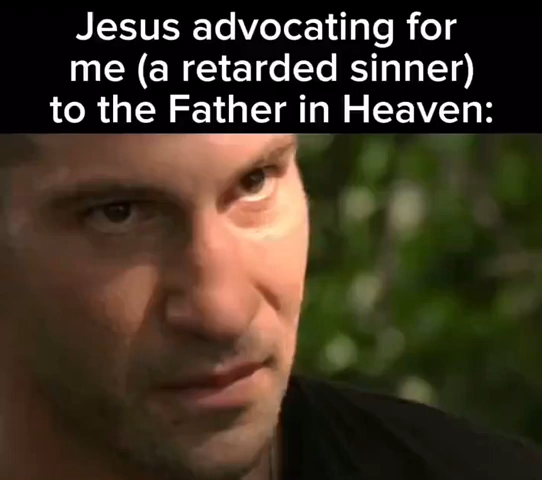 Jesus advocating for
me (a retarded sinner)
to the Father in Heaven: